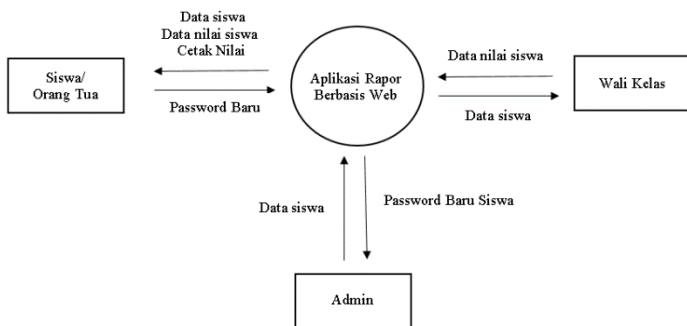 Data siswa
Data nilai siswa
Cetak Nilai
Siswa/
Orang Tua
Password Baru
Aplikasi Rapor
Berbasis Web
Data nilai siswa
Data siswa
Wali Kelas
Data siswa
Password Baru Siswa
Admin